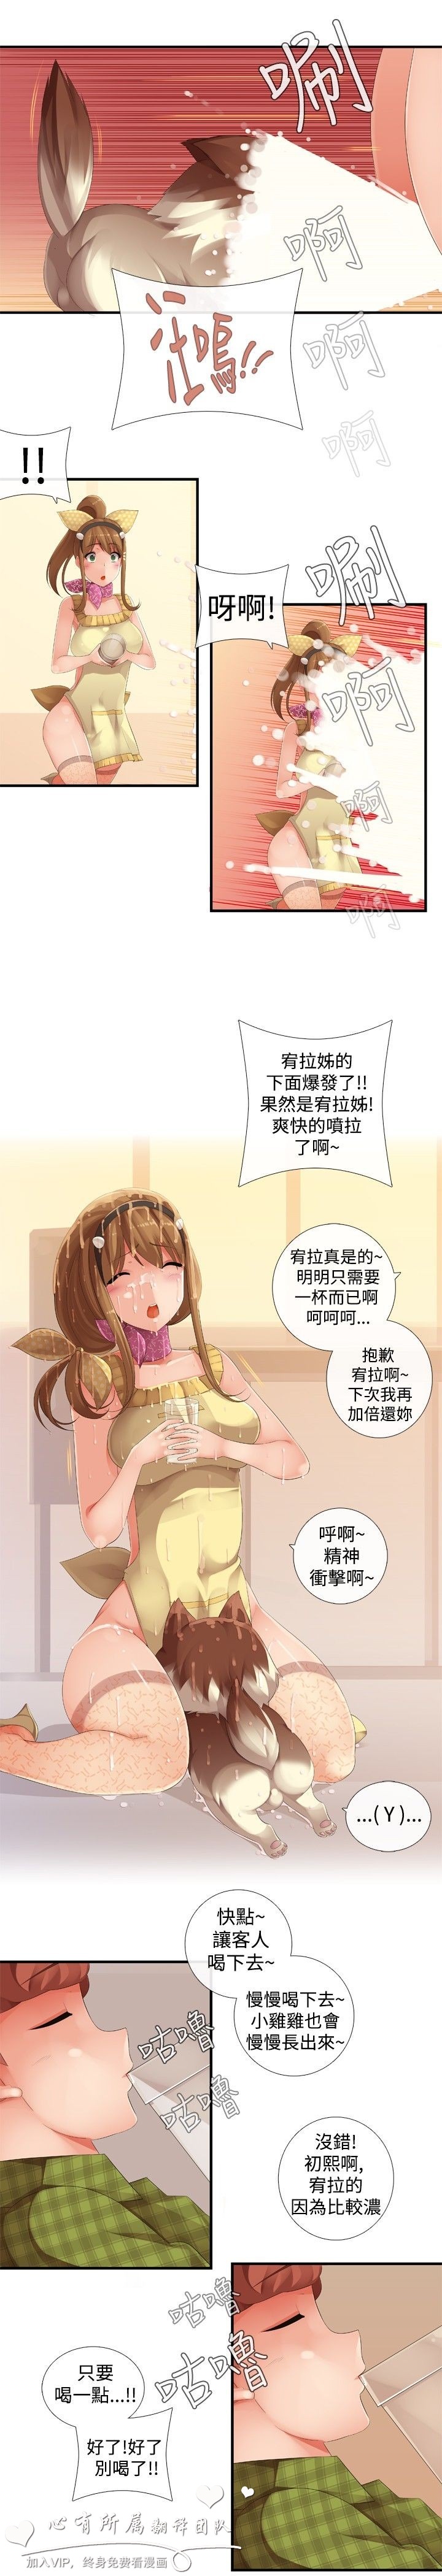 唰
啊
汪嗚!!
啊
!!
唰
呀啊!
啊
啊
啊
宥拉姊的
下面爆發了!!
果然是宥拉姊!
爽快的噴拉
了啊~
宥拉真是的~
明明只需要
一杯而已啊
呵呵呵...
抱歉
宥拉啊~
下次我再
加倍還妳
呼啊~
精神
衝擊啊~
...( Y )...
快點~
讓客人
喝下去~
慢慢喝下去~
小雞雞也會
慢慢長出來~
咕嚕
咕嚕
沒錯!
初熙啊,
宥拉的
因為比較濃
咕嚕
咕嚕
只要
喝一點...!!
好了!好了
別喝了!!
心有所属翻译团队
加入VIP，终身免费看漫画